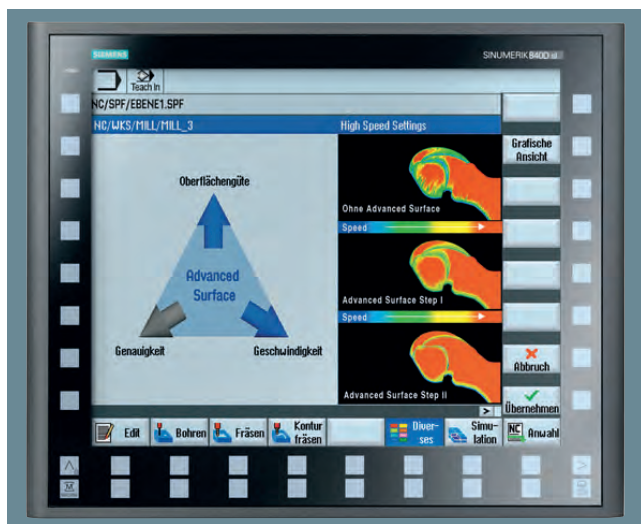 SIEMENS
SINUMERIK 840D sl
Teach In
NC/SPF/EBENE1.SPF
NC/WKS/MILL/MILL_3
High Speed Settings
Grafische
Ansicht
Oberflächengüte
Advanced
Surface
Genauigkeit
Geschwindigkeit
Ohne Advanced Surface
Speed
Advanced Surface Step I
Speed
Advanced Surface Step II
Abbruch
Übernehmen
>
Edit
Bohren
Fräsen
Kontur
fräsen
Diver-
ses
Simu-
lation
NC
Anwahl